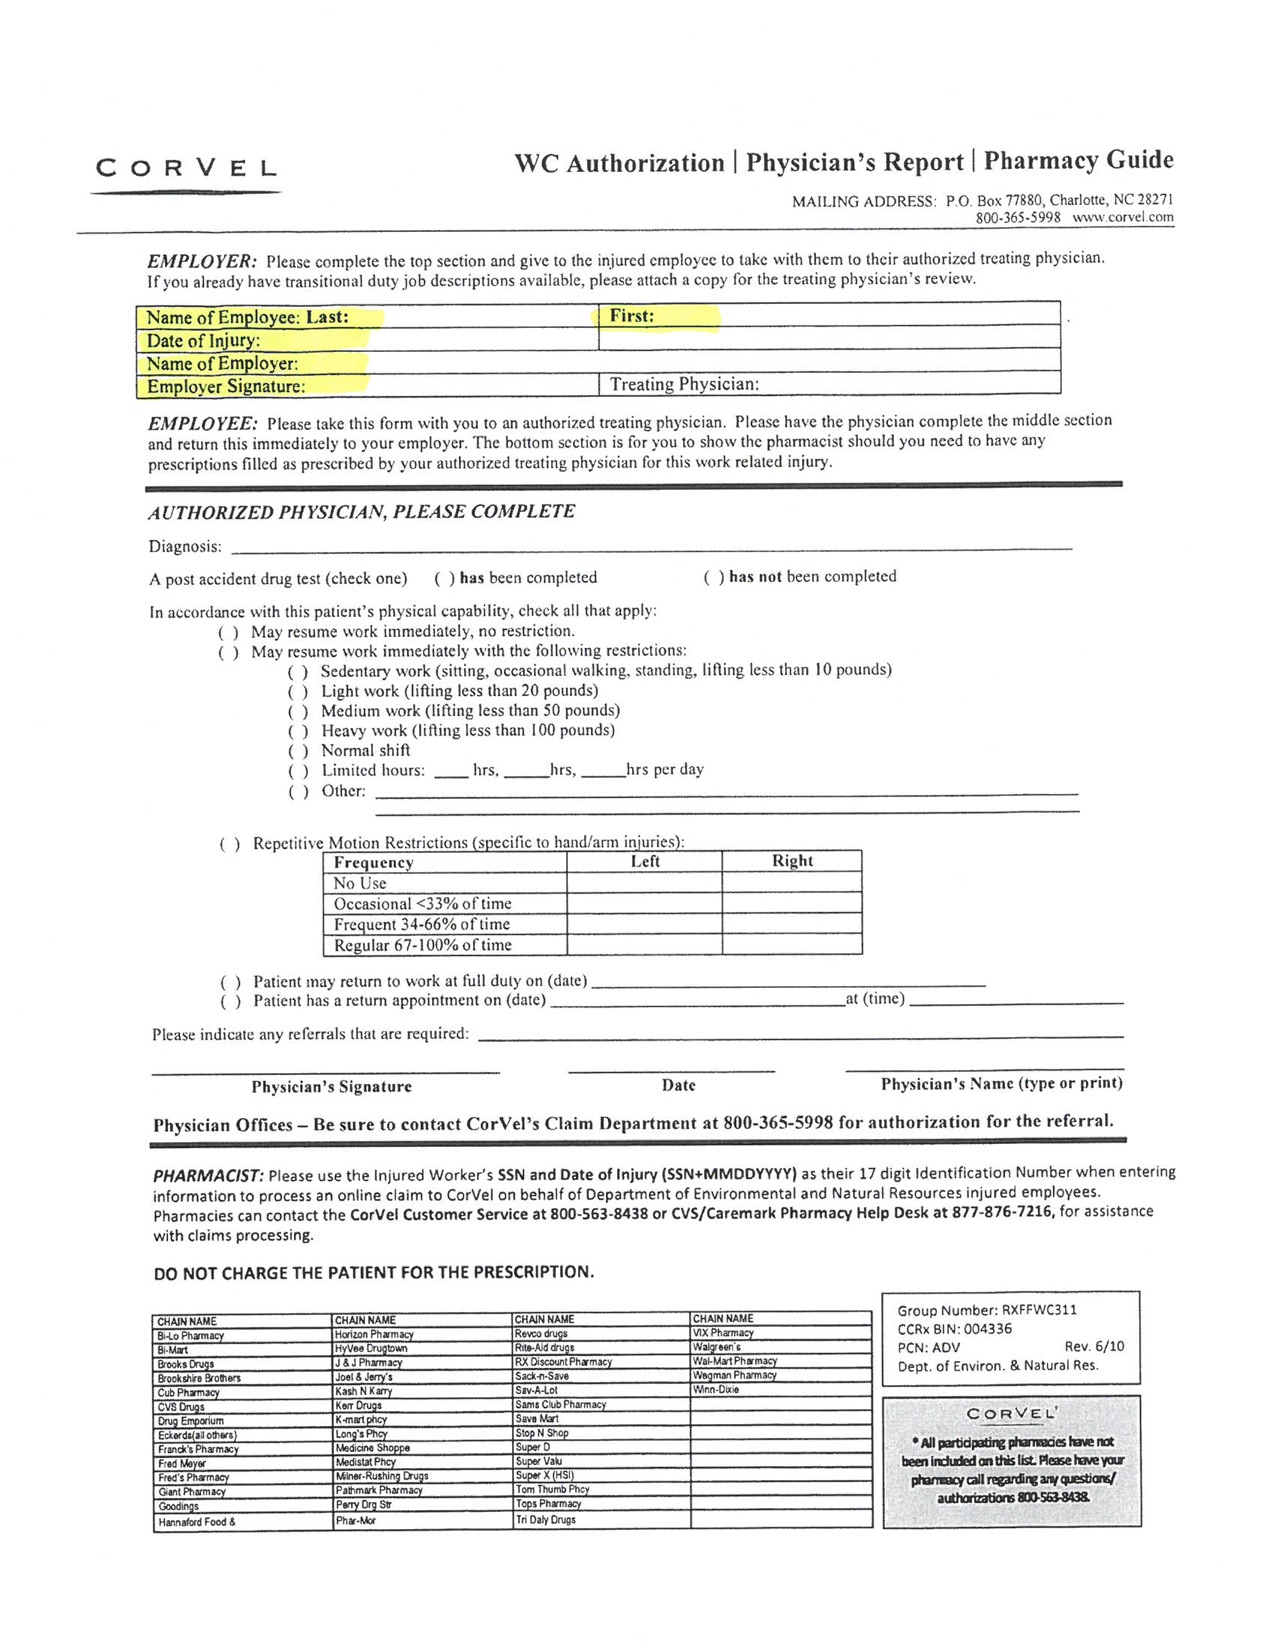 CORVEL
WC Authorization | Physician's Report | Pharmacy Guide
MAILING ADDRESS: P.O. Box 77880, Charlotte, NC 28271
800-365-5998 www.corvel.com
EMPLOYER: Please complete the top section and give to the injured employee to take with them to their authorized treating physician.
If you already have transitional duty job descriptions available, please attach a copy for the treating physician's review.
Name of Employee: Last: First:
Date of Injury:
Name of Employer:
Employer Signature: Treating Physician:
EMPLOYEE: Please take this form with you to an authorized treating physician. Please have the physician complete the middle section
and return this immediately to your employer. The bottom section is for you to show the pharmacist should you need to have any
prescriptions filled as prescribed by your authorized treating physician for this work related injury.
AUTHORIZED PHYSICIAN, PLEASE COMPLETE
Diagnosis: ____
A post accident drug test (check one) ( ) has been completed ( ) has not been completed
In accordance with this patient's physical capability, check all that apply:
( ) May resume work immediately, no restriction.
( ) May resume work immediately with the following restrictions:
( ) Sedentary work (sitting, occasional walking, standing, lifting less than 10 pounds)
( ) Light work (lifting less than 20 pounds)
( ) Medium work (lifting less than 50 pounds)
( ) Heavy work (lifting less than 100 pounds)
( ) Normal shift
( ) Limited hours: ____ hrs, ____hrs, ____hrs per day
( ) Other: ____
( ) Repetitive Motion Restrictions (specific to hand/arm injuries):
Frequency Left Right
No Use
Occasional <33% of time
Frequent 34-66% of time
Regular 67-100% of time
( ) Patient may return to work at full duty on (date) ____
( ) Patient has a return appointment on (date) ____ at (time) ____
Please indicate any referrals that are required: ____
Physician's Signature Date Physician's Name (type or print)
Physician Offices – Be sure to contact CorVel's Claim Department at 800-365-5998 for authorization for the referral.
PHARMACIST: Please use the Injured Worker's SSN and Date of Injury (SSN+MMDDYYYY) as their 17 digit Identification Number when entering
information to process an online claim to CorVel on behalf of Department of Environmental and Natural Resources injured employees.
Pharmacies can contact the CorVel Customer Service at 800-563-8438 or CVS/Caremark Pharmacy Help Desk at 877-876-7216, for assistance
with claims processing.
DO NOT CHARGE THE PATIENT FOR THE PRESCRIPTION.
CHAIN NAME CHAIN NAME CHAIN NAME CHAIN NAME
Bi-Lo Pharmacy Horizon Pharmacy Revco drugs VIX Pharmacy
Bi-Mart HyVee Drugtown Rite-Aid drugs Walgreen's
Brooks Drugs J & J Pharmacy RX Discount Pharmacy Wal-Mart Pharmacy
Brookshire Brothers Joel & Jerry's Sack-n-Save Wegman Pharmacy
Cub Pharmacy Kash N Karry Sav-A-Lot Winn-Dixie
CVS Drugs Kerr Drugs Sams Club Pharmacy
Drug Emporium K-mart phcy Save Mart
Eckerds(all others) Long's Phcy Stop N Shop
Franck's Pharmacy Medicine Shoppe Super D
Fred Meyer Medistat Phcy Super Valu
Fred's Pharmacy Milner-Rushing Drugs Super X (HSI)
Giant Pharmacy Pathmark Pharmacy Tom Thumb Phcy
Goodings Perry Drg Str Tops Pharmacy
Hannaford Food & Phar-Mor Tri Daly Drugs
Group Number: RXFFWC311
CCRx BIN: 004336
PCN: ADV Rev. 6/10
Dept. of Environ. & Natural Res.
CORVEL
* All participating pharmacies have not
been included on this list. Please have your
pharmacy call regarding any questions/
authorizations 800-563-8438.